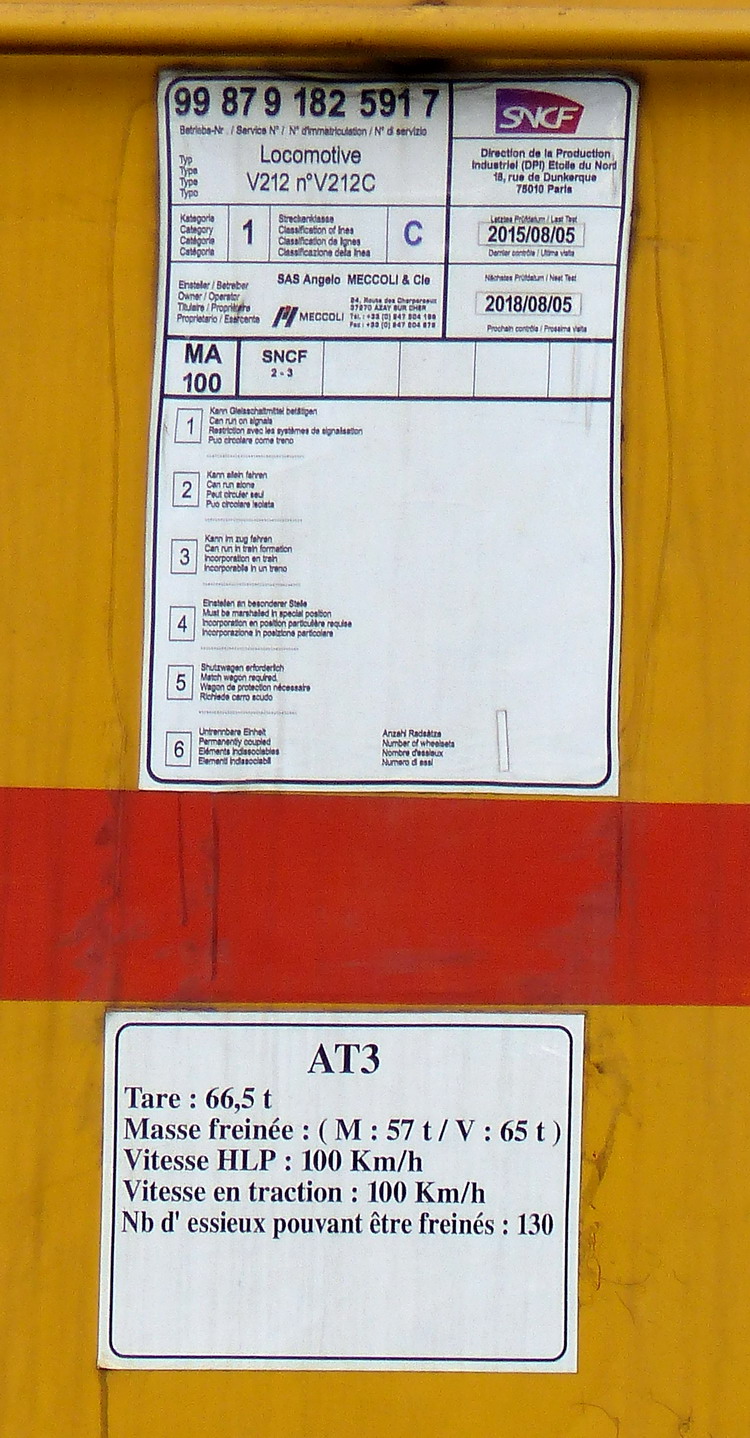 99 87 9 182 591 7
Betriebs-Nr. / Service N° / N° d'immatriculation / N° di servizio
Typ
Type
Type
Tipo
Locomotive
V212 n°V212C
SNCF
Direction de la Production
Industriel (DPI) Etoile du Nord
18, rue de Dunkerque
75010 Paris
Kategorie
Category
Catégorie
Catégorie
1
Streckenklasse
Classification of lines
Classification de lignes
Classificazione della linea
C
Letztes Prüfdatum / Last Test
2015/08/05
Dernier contrôle / Ultima visita
Einsteller / Betreiber
Owner / Operator
Titulaire / Propriétaire
Proprietario / Esercente
SAS Angelo MECCOLI & Cie
MECCOLI
37270 AZAY SUR CHER
Nächstes Prüfdatum / Next Test
2018/08/05
Prochain contrôle / Prossima visita
MA
100
SNCF
2 - 3
1
Kann Gleisschaltmittel betätigen
Can run on signals
Restriction avec les systèmes de signalisation
Puo circolare come treno
2
Kann allein fahren
Can run alone
Peut circuler seul
Puo circolare isolata
3
Kann im zug fahren
Can run in train formation
Incorporation en train
Incorporabile in un treno
4
Einstellen an besonderer Stelle
Must be marshalled in special position
Incorporation en position particulière requise
Incorporazione in posizione particolare
5
Shutzwagen erforderlich
Match wagon required.
Wagon de protection nécessaire
Richiede carro scudo
6
Untrennbare Einheit
Permanently coupled
Eléments indissociables
Elementi indissociabili
Anzahl Radsätze
Number of wheelsets
Nombre d'essieux
Numero di assi
AT3
Tare : 66,5 t
Masse freinée : ( M : 57 t / V : 65 t )
Vitesse HLP : 100 Km/h
Vitesse en traction : 100 Km/h
Nb d' essieux pouvant être freinés : 130